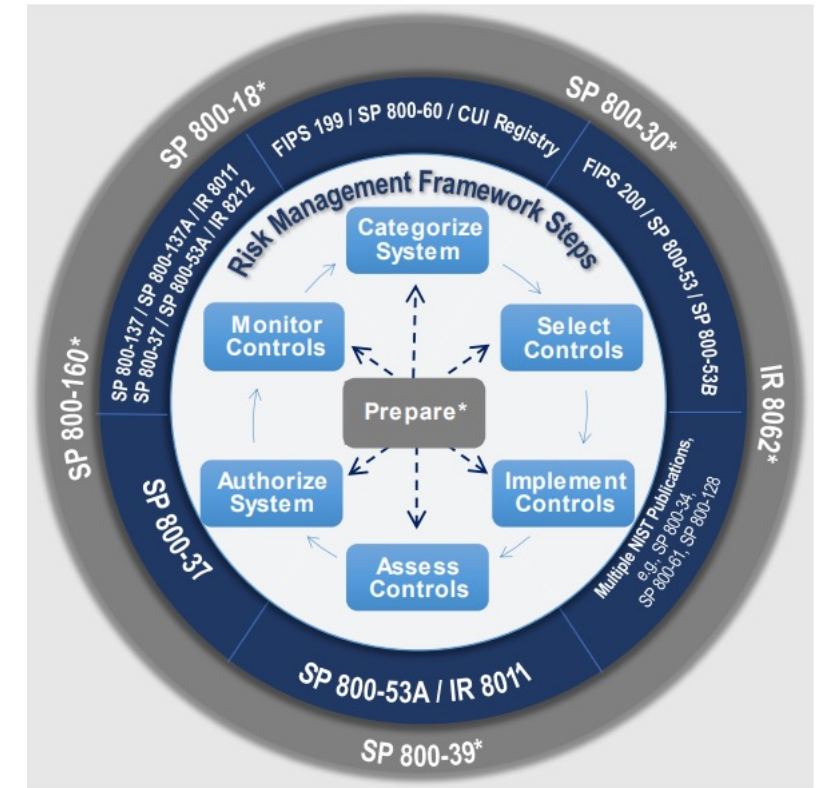 SP 800-18*
SP 800-30*
IR 8062*
SP 800-39*
SP 800-160*
FIPS 199 / SP 800-60 / CUI Registry
FIPS 200 / SP 800-53 / SP 800-53B
Multiple NIST Publications,
e.g., SP 800-34,
SP 800-61, SP 800-128
SP 800-53A / IR 8011
SP 800-37
SP 800-137 / SP 800-137A / IR 8011
SP 800-37 / SP 800-53A / IR 8212
Risk Management Framework Steps
Categorize
System
Select
Controls
Implement
Controls
Assess
Controls
Authorize
System
Monitor
Controls
Prepare*